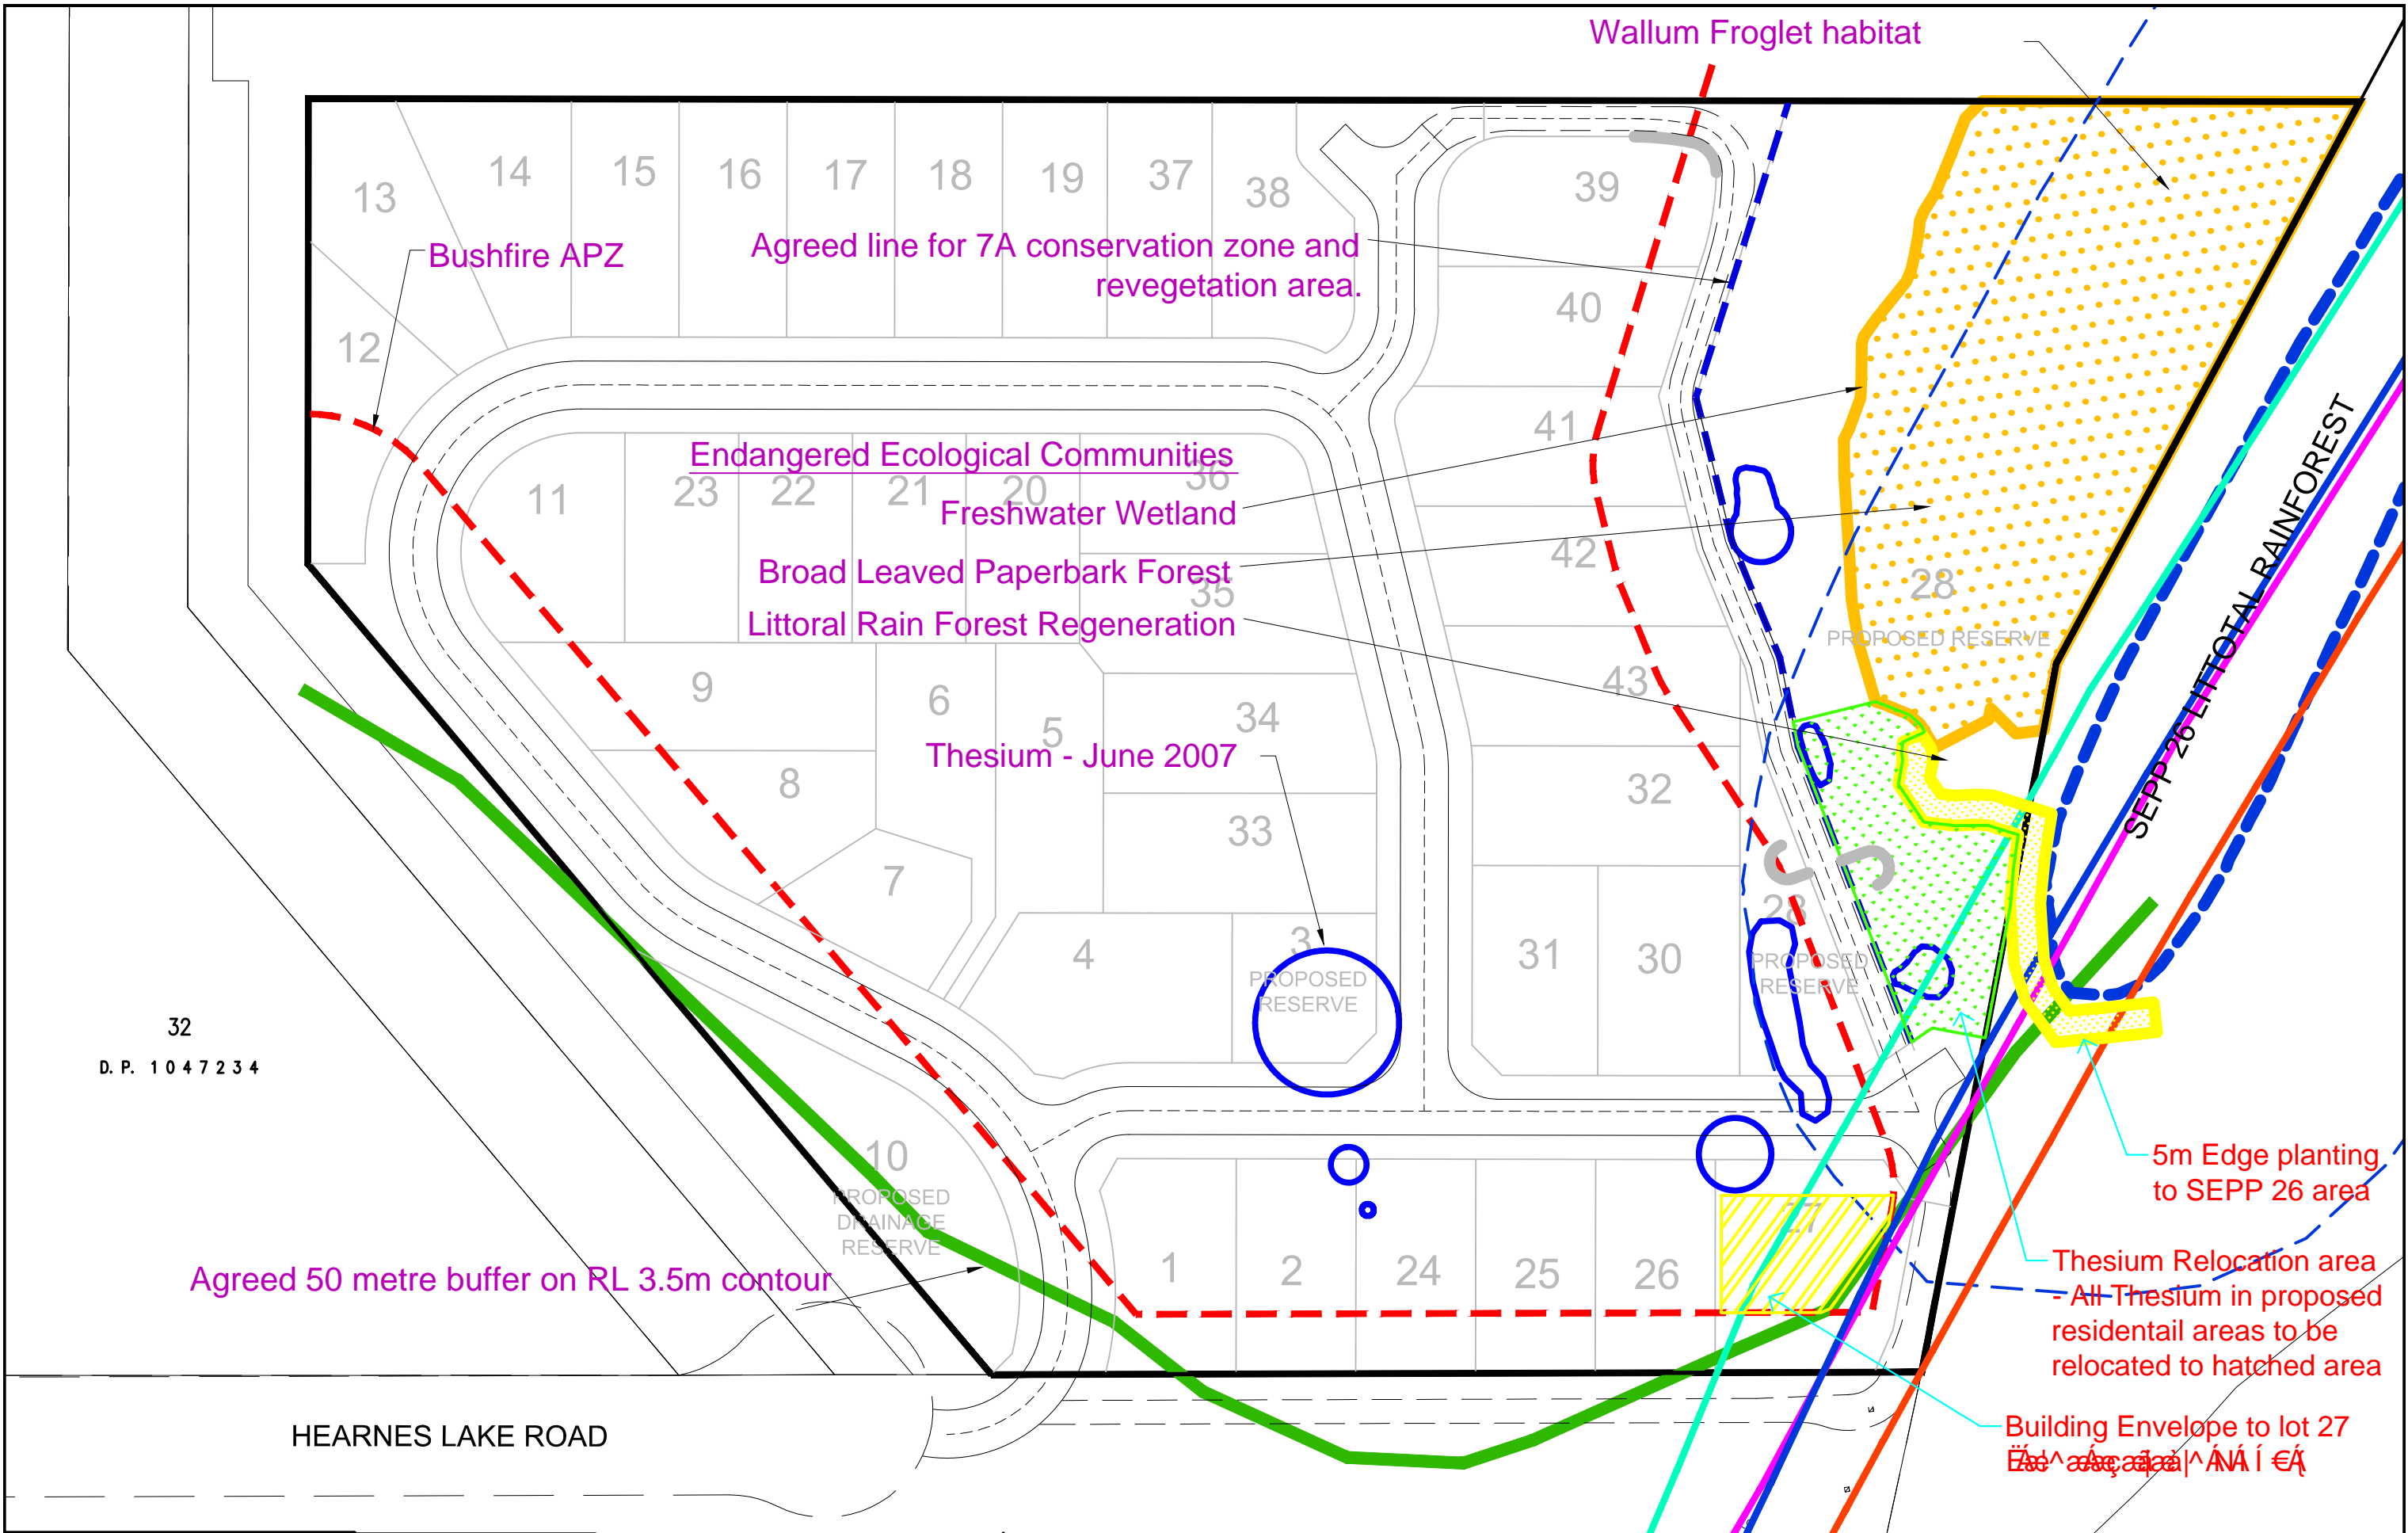 Wallum Froglet habitat
13
14
15
16
17
18
19
37
38
39
Bushfire APZ
Agreed line for 7A conservation zone and
revegetation area.
12
40
41
Endangered Ecological Communities
11
23
22
21
20
36
Freshwater Wetland
42
Broad Leaved Paperbark Forest
35
28
PROPOSED RESERVE
SEPP 26 LITTOTAL RAINFOREST
Littoral Rain Forest Regeneration
9
6
5
34
43
Thesium - June 2007
8
32
33
7
4
3
PROPOSED
RESERVE
31
30
28
PROPOSED
RESERVE
32
D.P. 1047234
10
PROPOSED
DRAINAGE
RESERVE
5m Edge planting
to SEPP 26 area
Agreed 50 metre buffer on RL 3.5m contour
1
2
24
25
26
27
Thesium Relocation area
- All Thesium in proposed
residentail areas to be
relocated to hatched area
HEARNES LAKE ROAD
Building Envelope to lot 27